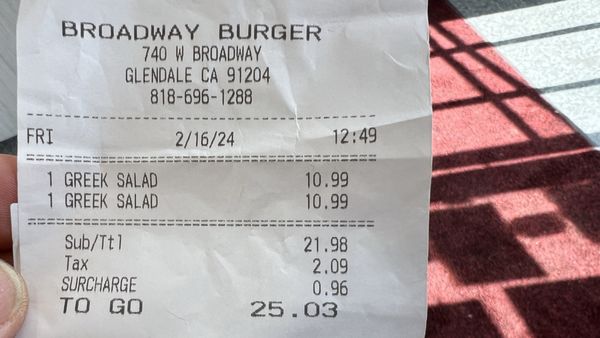 BROADWAY BURGER
740 W BROADWAY
GLENDALE CA 91204
818-696-1288
FRI 2/16/24 12:49
1 GREEK SALAD 10.99
1 GREEK SALAD 10.99
Sub/Ttl 21.98
Tax 2.09
SURCHARGE 0.96
TO GO 25.03